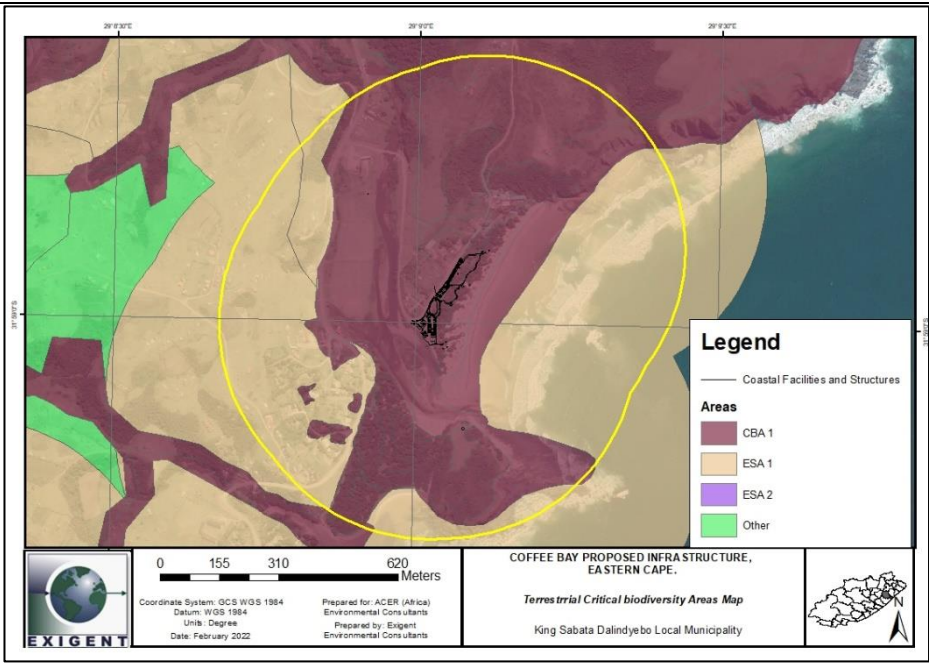 29°8'30"E 29°9'0"E 29°9'30"E
Legend
Coastal Facilities and Structures
Areas
CBA 1
ESA 1
ESA 2
Other
EXIGENT
0 155 310 620
Meters
Coordinate System: GCS WGS 1984
Datum: WGS 1984
Units: Degree
Date: February 2022
Prepared for: ACER (Africa)
Environmental Consultants
Prepared by: Exigent
Environmental Consultants
COFFEE BAY PROPOSED INFRASTRUCTURE,
EASTERN CAPE.
Terrestrrial Critical biodiversity Areas Map
King Sabata Dalindyebo Local Municipality
N